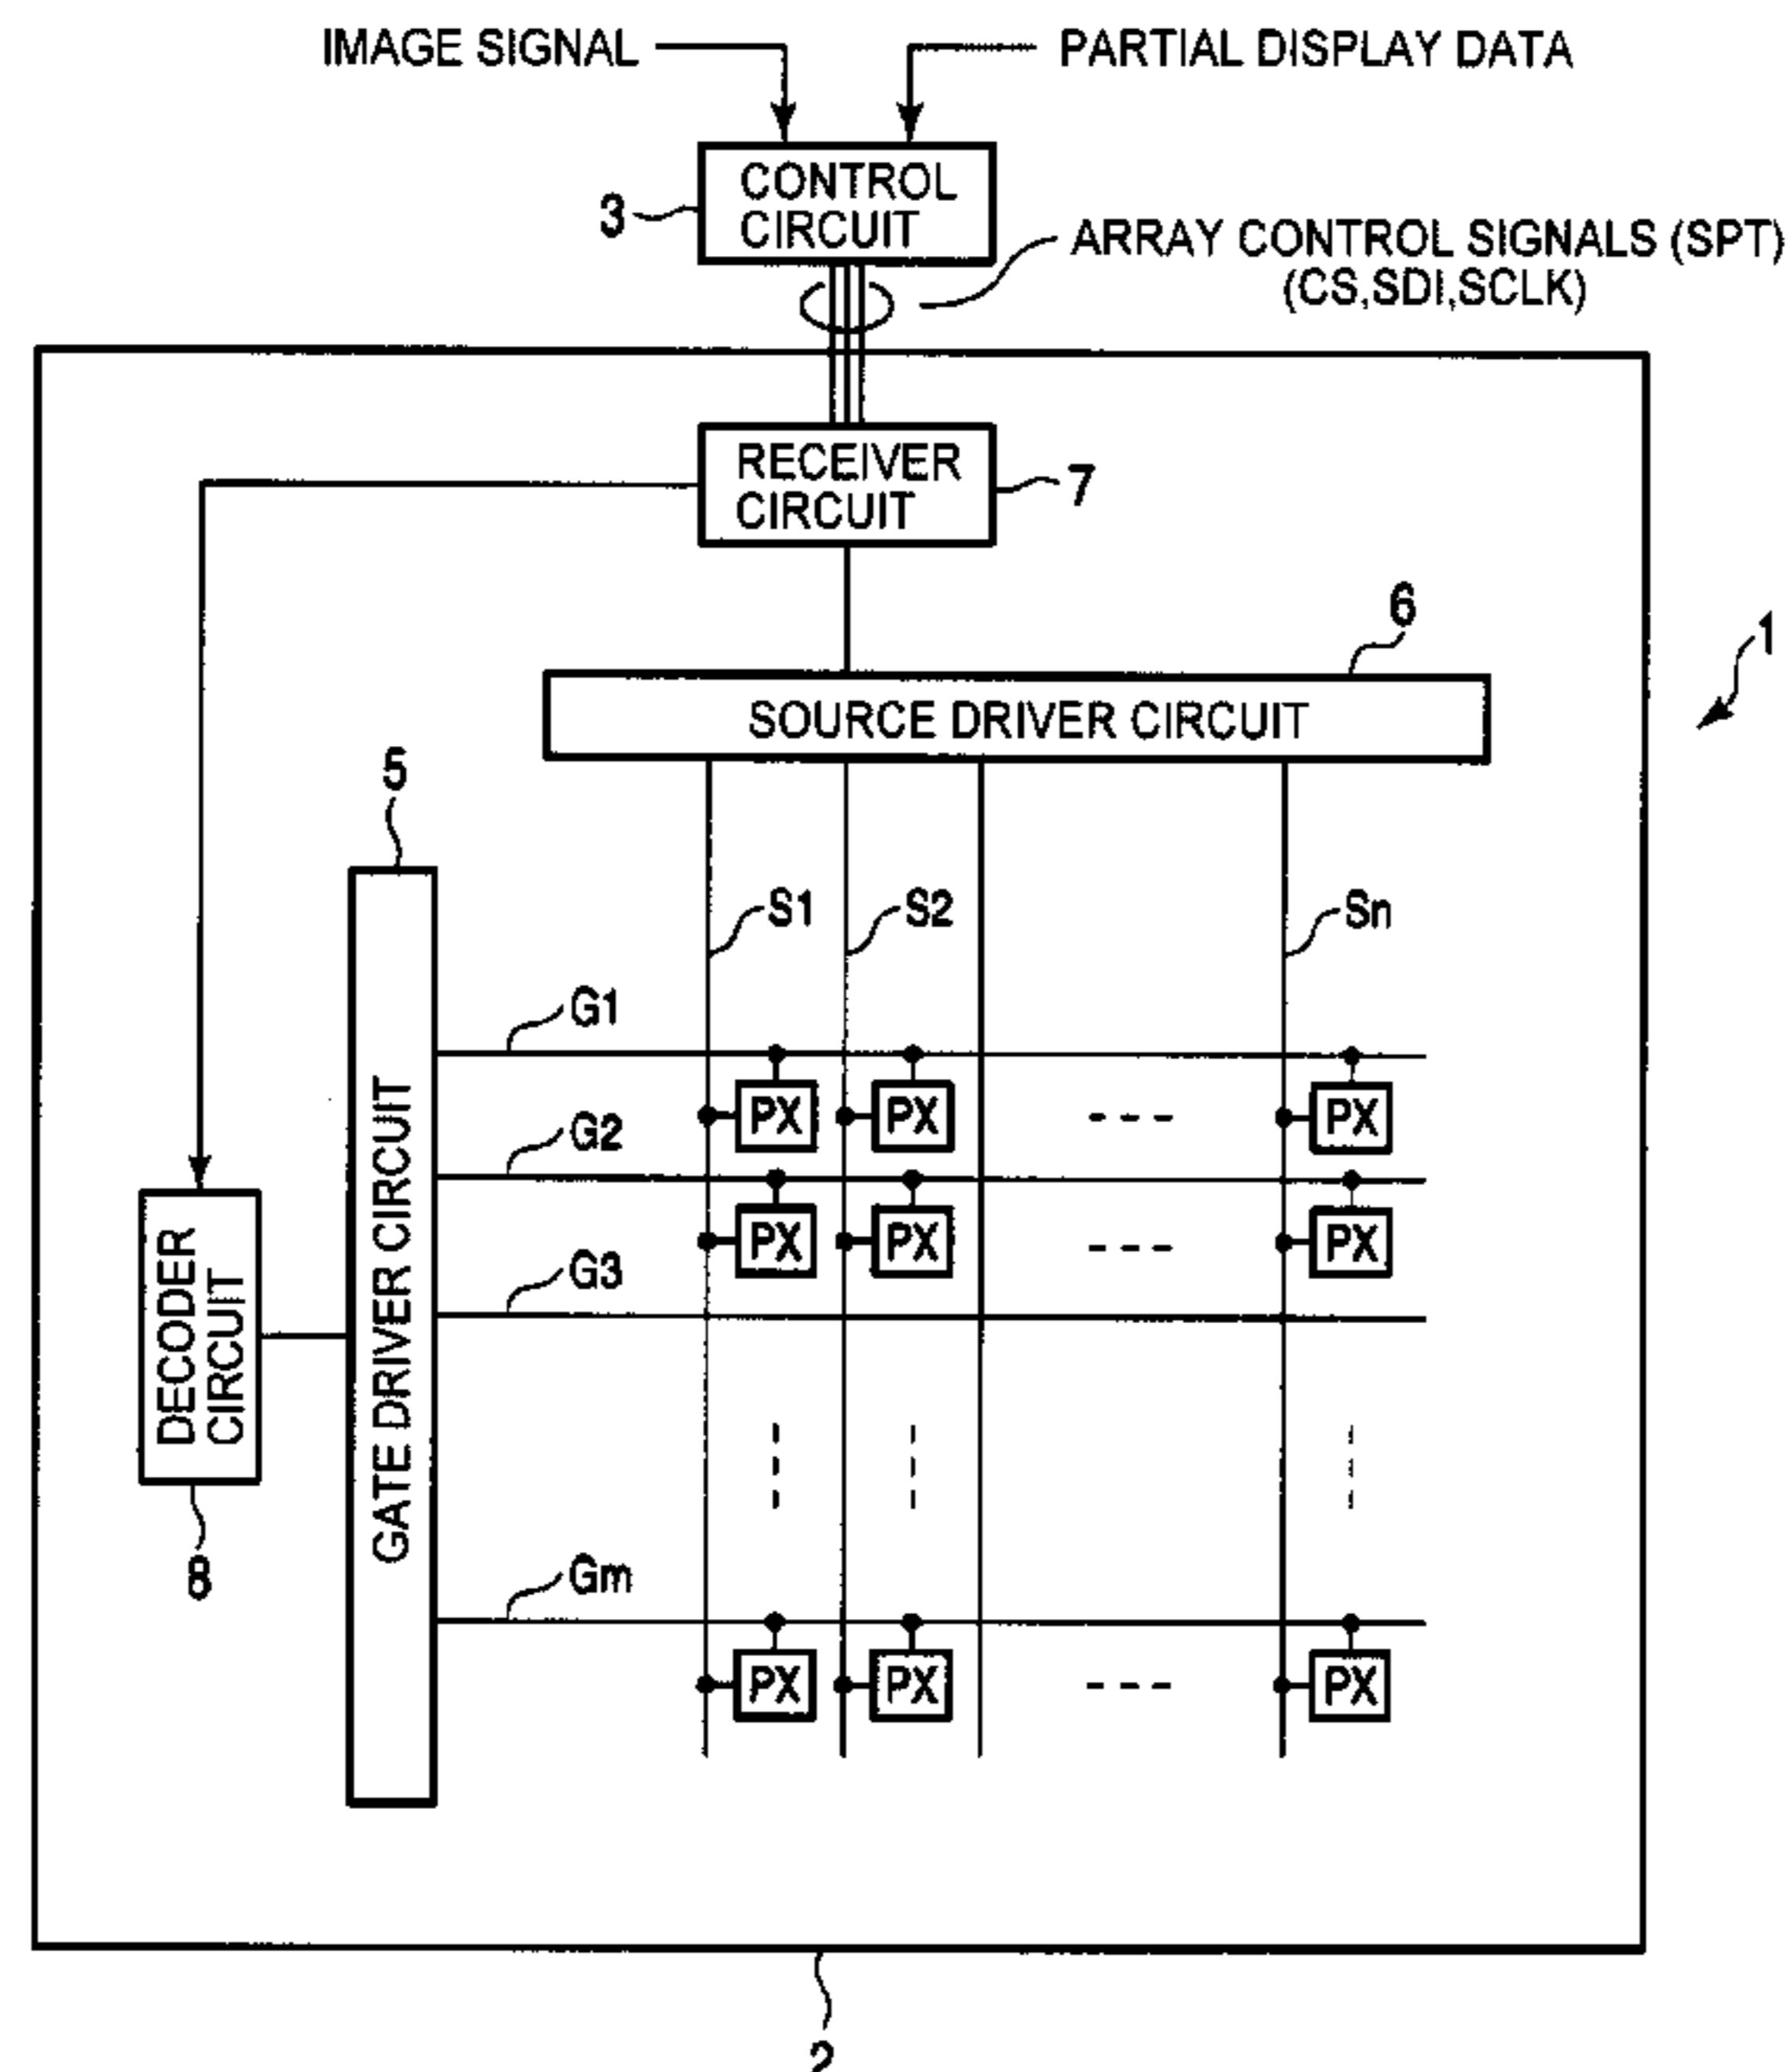 IMAGE SIGNAL
PARTIAL DISPLAY DATA
CONTROL
CIRCUIT
3
ARRAY CONTROL SIGNALS (SPT)
(CS,SDI,SCLK)
RECEIVER
CIRCUIT
7
6
1
SOURCE DRIVER CIRCUIT
5
S1
S2
Sn
G1
PX
PX
PX
G2
PX
PX
PX
G3
DECODER
CIRCUIT
GATE DRIVER CIRCUIT
8
Gm
PX
PX
PX
2